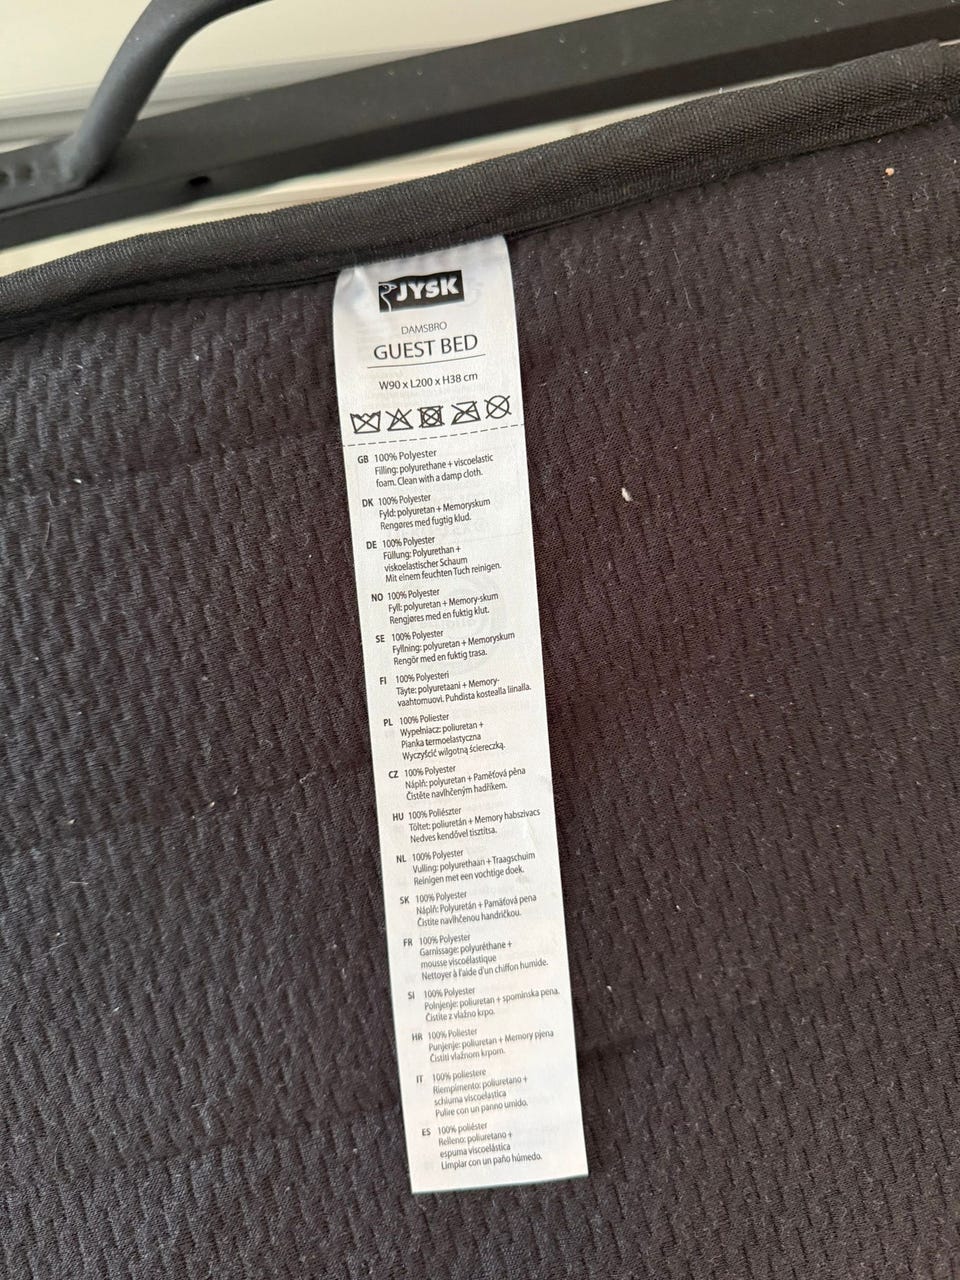 JYSK
DAMSBRO
GUEST BED
W90 x L200 x H38 cm
GB 100% Polyester
Filling: polyurethane + viscoelastic
foam. Clean with a damp cloth.
DK 100% Polyester
Fyld: polyuretan + Memoryskum
Rengøres med fugtig klud.
DE 100% Polyester
Füllung: Polyurethan +
viskoelastischer Schaum
Mit einem feuchten Tuch reinigen.
NO 100% Polyester
Fyll: polyuretan + Memory-skum
Rengjøres med en fuktig klut.
SE 100% Polyester
Fyllning: polyuretan + Memoryskum
Rengör med en fuktig trasa.
FI 100% Polyesteri
Täyte: polyuretaani + Memory-
vaahtomuovi. Puhdista kostealla liinalla.
PL 100% Poliester
Wypełniacz: poliuretan +
Pianka termoelastyczna
Wyczyścić wilgotną ściereczką.
CZ 100% Polyester
Náplň: polyuretan + Paměťová pěna
Čistěte navlhčeným hadříkem.
HU 100% Poliészter
Töltet: poliuretán + Memory habszivacs
Nedves kendővel tisztítsa.
NL 100% Polyester
Vulling: polyurethaan + Traagschuim
Reinigen met een vochtige doek.
SK 100% Polyester
Náplň: Polyuretán + Pamäťová pena
Čistite navlhčenou handričkou.
FR 100% Polyester
Garnissage: polyuréthane +
mousse viscoélastique
Nettoyer à l'aide d'un chiffon humide.
SI 100% Polyester
Polnjenje: poliuretan + spominska pena.
Čistite z vlažno krpo.
HR 100% Poliester
Punjenje: poliuretan + Memory pjena
Čistiti vlažnom krpom.
IT 100% poliestere
Riempimento: poliuretano +
schiuma viscoelastica
Pulire con un panno umido.
ES 100% poliéster
Relleno: poliuretano +
espuma viscoelástica
Limpiar con un paño húmedo.